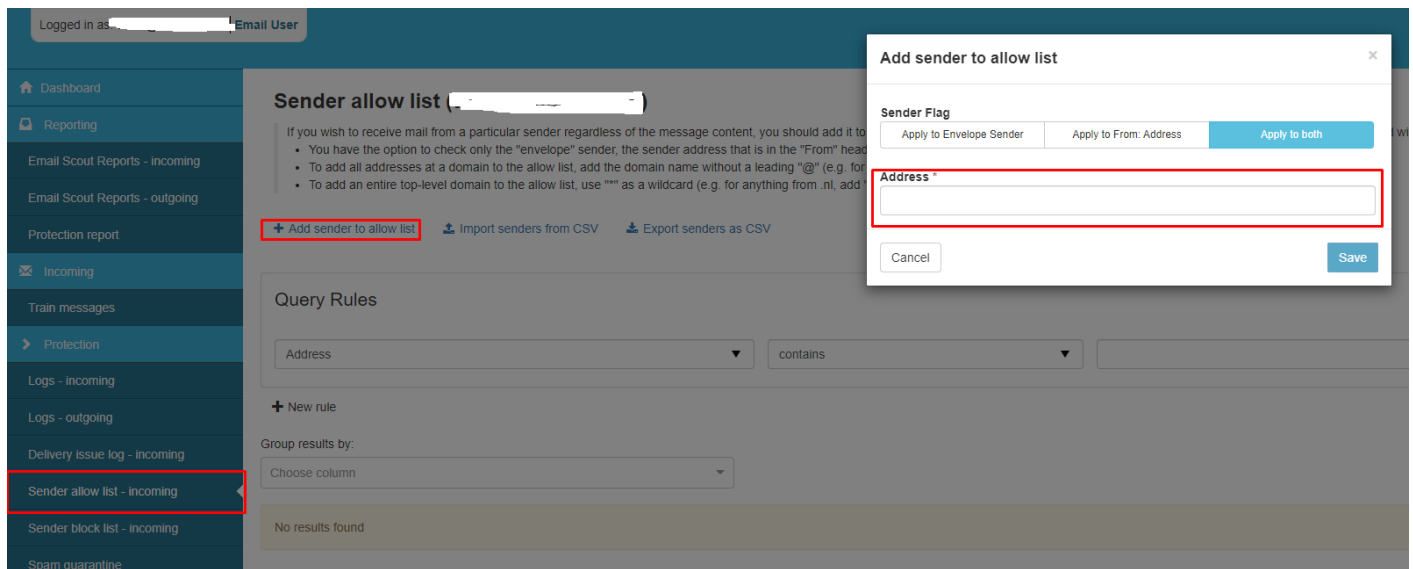 Logged in as:
Email User
Dashboard
Reporting
Email Scout Reports - incoming
Email Scout Reports - outgoing
Protection report
Incoming
Train messages
Protection
Logs - incoming
Logs - outgoing
Delivery issue log - incoming
Sender allow list - incoming
Sender block list - incoming
Spam quarantine
Sender allow list (                    )
If you wish to receive mail from a particular sender regardless of the message content, you should add it to
• You have the option to check only the "envelope" sender, the sender address that is in the "From" head
• To add all addresses at a domain to the allow list, add the domain name without a leading "@" (e.g. for
• To add an entire top-level domain to the allow list, use "*" as a wildcard (e.g. for anything from .nl, add "
+ Add sender to allow list
Import senders from CSV
Export senders as CSV
Query Rules
Address
contains
+ New rule
Group results by:
Choose column
No results found
Add sender to allow list
×
Sender Flag
Apply to Envelope Sender
Apply to From: Address
Apply to both
Address *
Cancel
Save